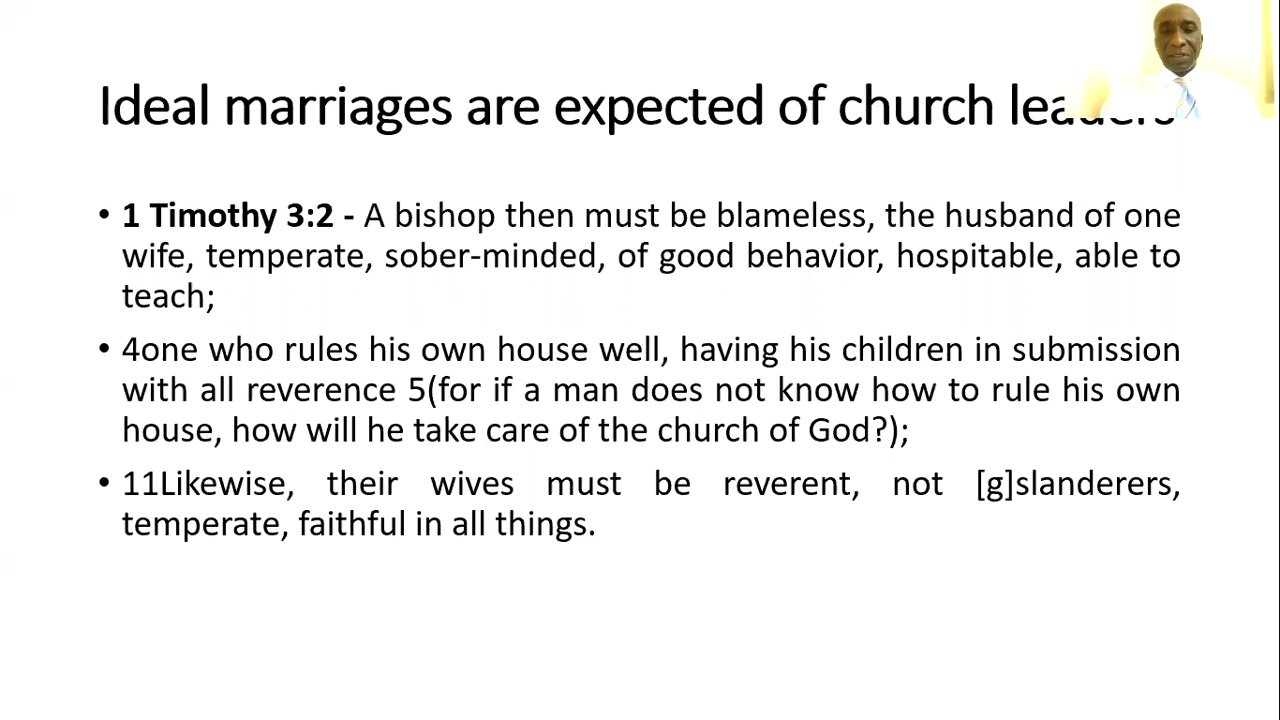 Ideal marriages are expected of church leaders
• 1 Timothy 3:2 - A bishop then must be blameless, the husband of one
wife, temperate, sober-minded, of good behavior, hospitable, able to
teach;
• 4one who rules his own house well, having his children in submission
with all reverence 5(for if a man does not know how to rule his own
house, how will he take care of the church of God?);
• 11Likewise, their wives must be reverent, not [g]slanderers,
temperate, faithful in all things.